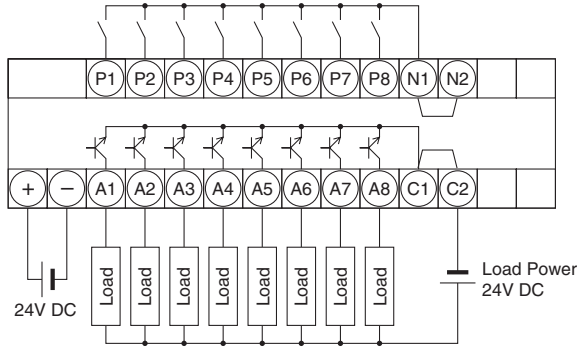 P1 P2 P3 P4 P5 P6 P7 P8 N1 N2
+ − A1 A2 A3 A4 A5 A6 A7 A8 C1 C2
Load Load Load Load Load Load Load Load
24V DC
Load Power
24V DC